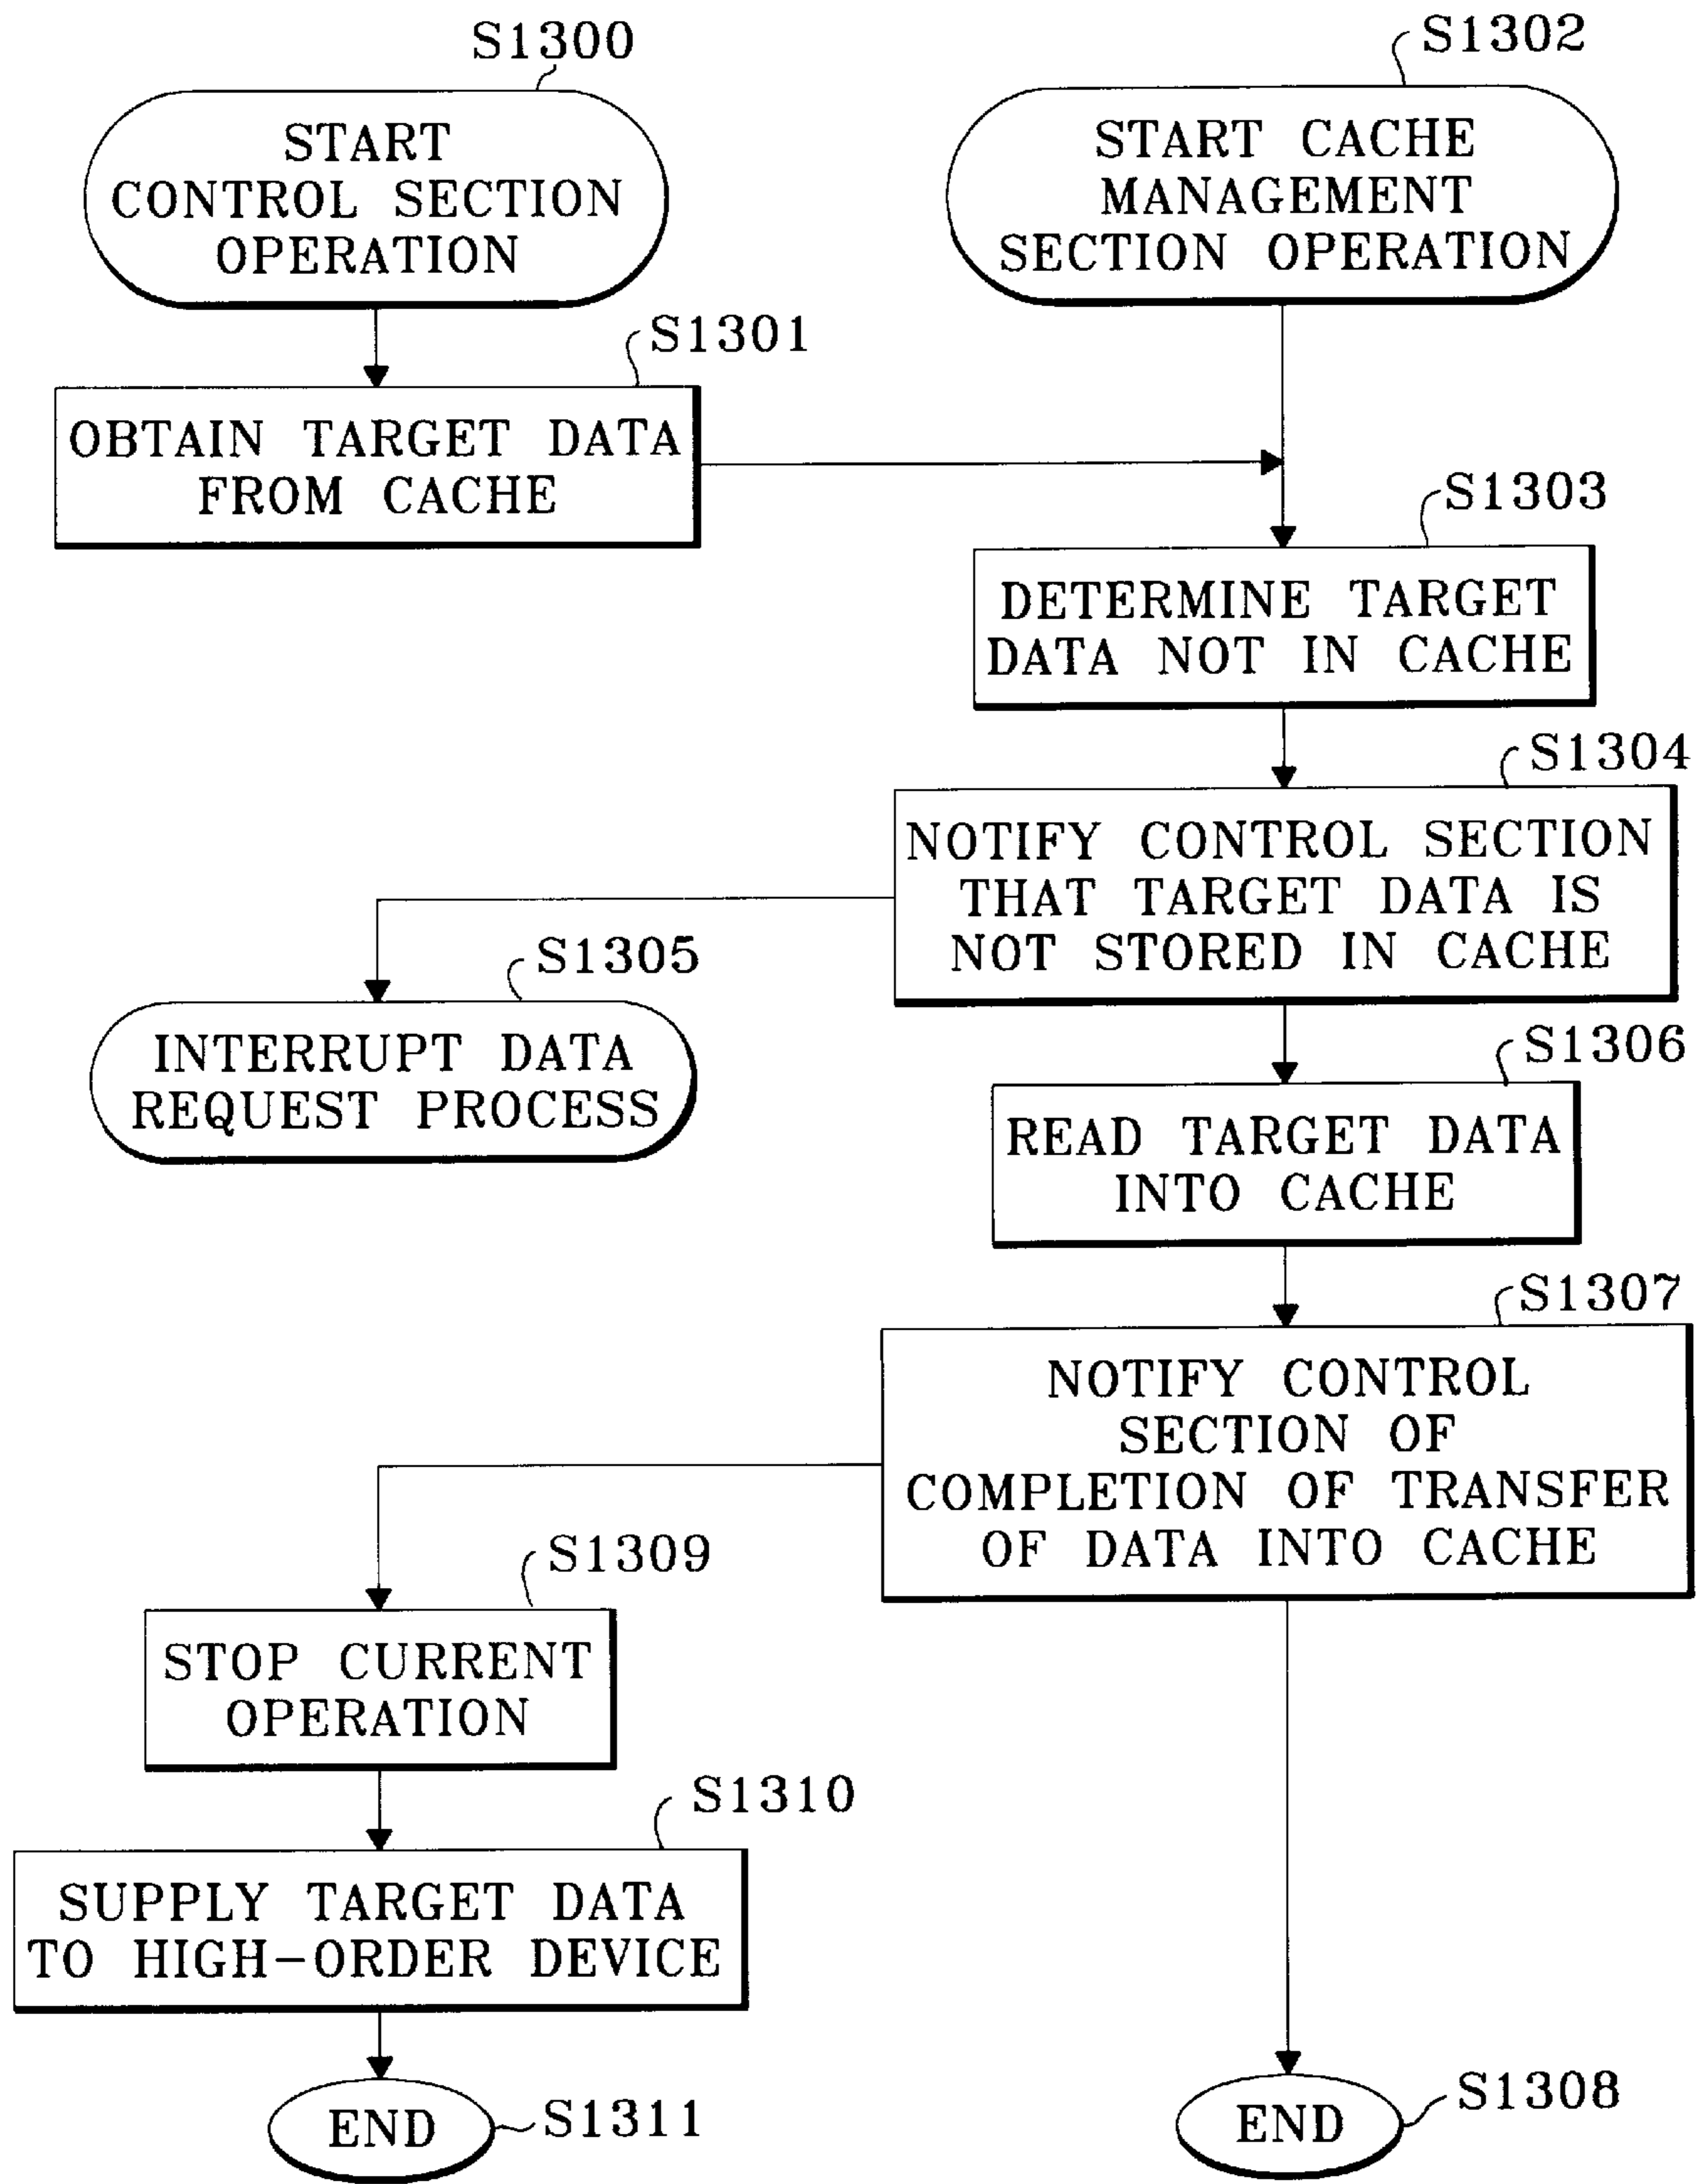 S1300
START
CONTROL SECTION
OPERATION
S1302
START CACHE
MANAGEMENT
SECTION OPERATION
S1301
OBTAIN TARGET DATA
FROM CACHE
S1303
DETERMINE TARGET
DATA NOT IN CACHE
S1304
NOTIFY CONTROL SECTION
THAT TARGET DATA IS
NOT STORED IN CACHE
S1305
INTERRUPT DATA
REQUEST PROCESS
S1306
READ TARGET DATA
INTO CACHE
S1307
NOTIFY CONTROL
SECTION OF
COMPLETION OF TRANSFER
OF DATA INTO CACHE
S1309
STOP CURRENT
OPERATION
S1310
SUPPLY TARGET DATA
TO HIGH-ORDER DEVICE
END
S1311
END
S1308